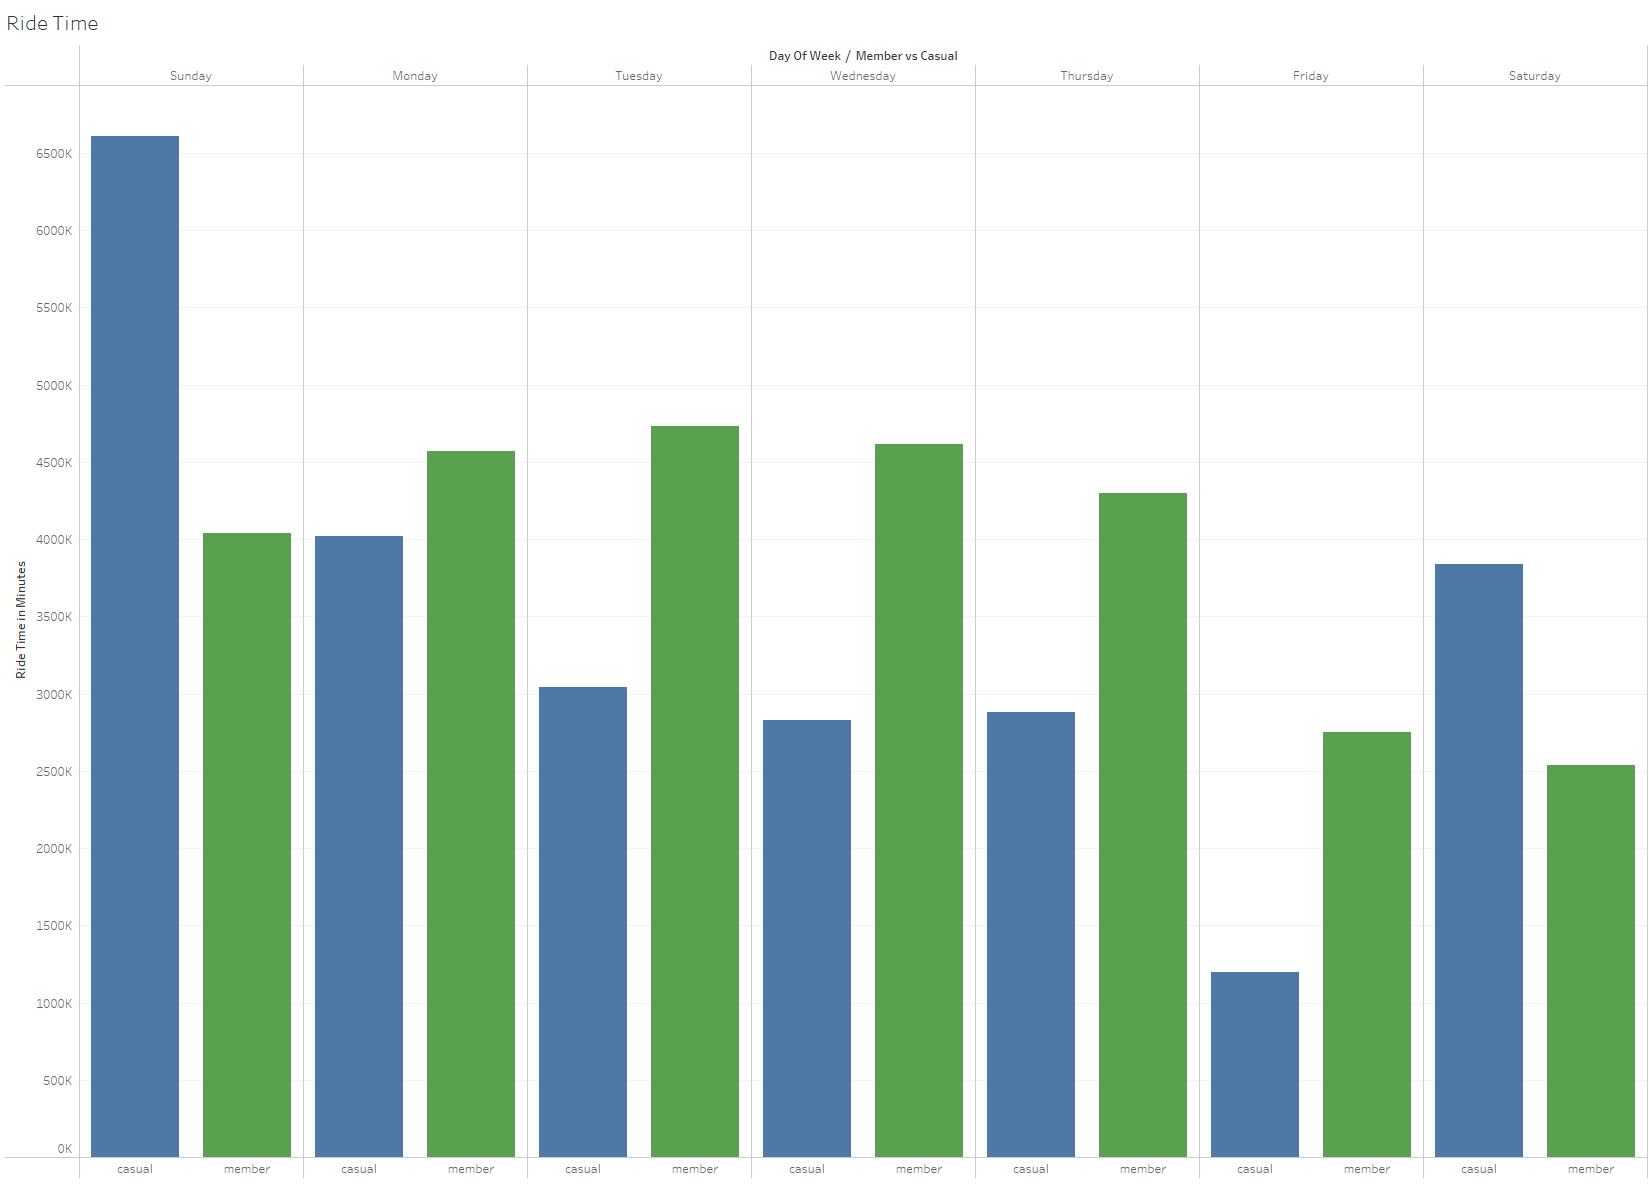 Ride Time
Day Of Week / Member vs Casual
Sunday Monday Tuesday Wednesday Thursday Friday Saturday
6500K
6000K
5500K
5000K
4500K
4000K
3500K
3000K
2500K
2000K
1500K
1000K
500K
0K
Ride Time in Minutes
casual member casual member casual member casual member casual member casual member casual member